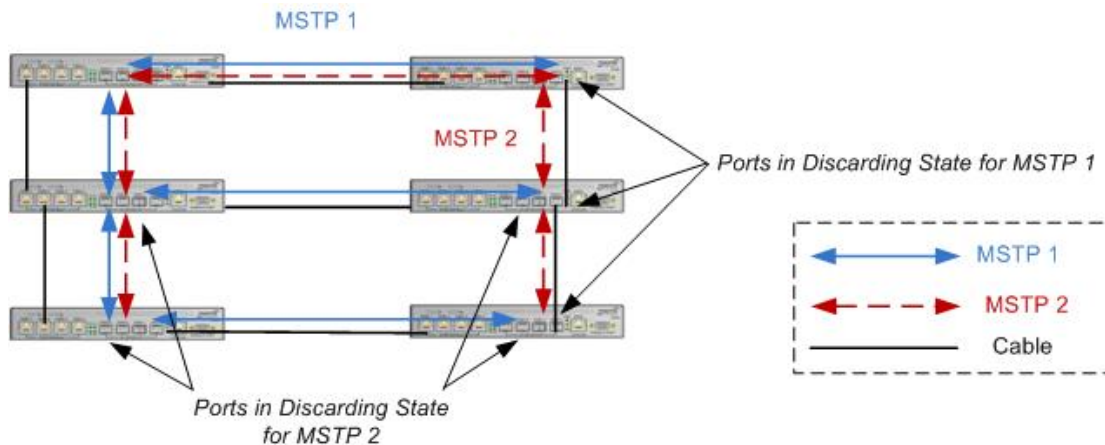 MSTP 1
MSTP 2
Ports in Discarding State for MSTP 1
MSTP 1
MSTP 2
Cable
Ports in Discarding State
for MSTP 2